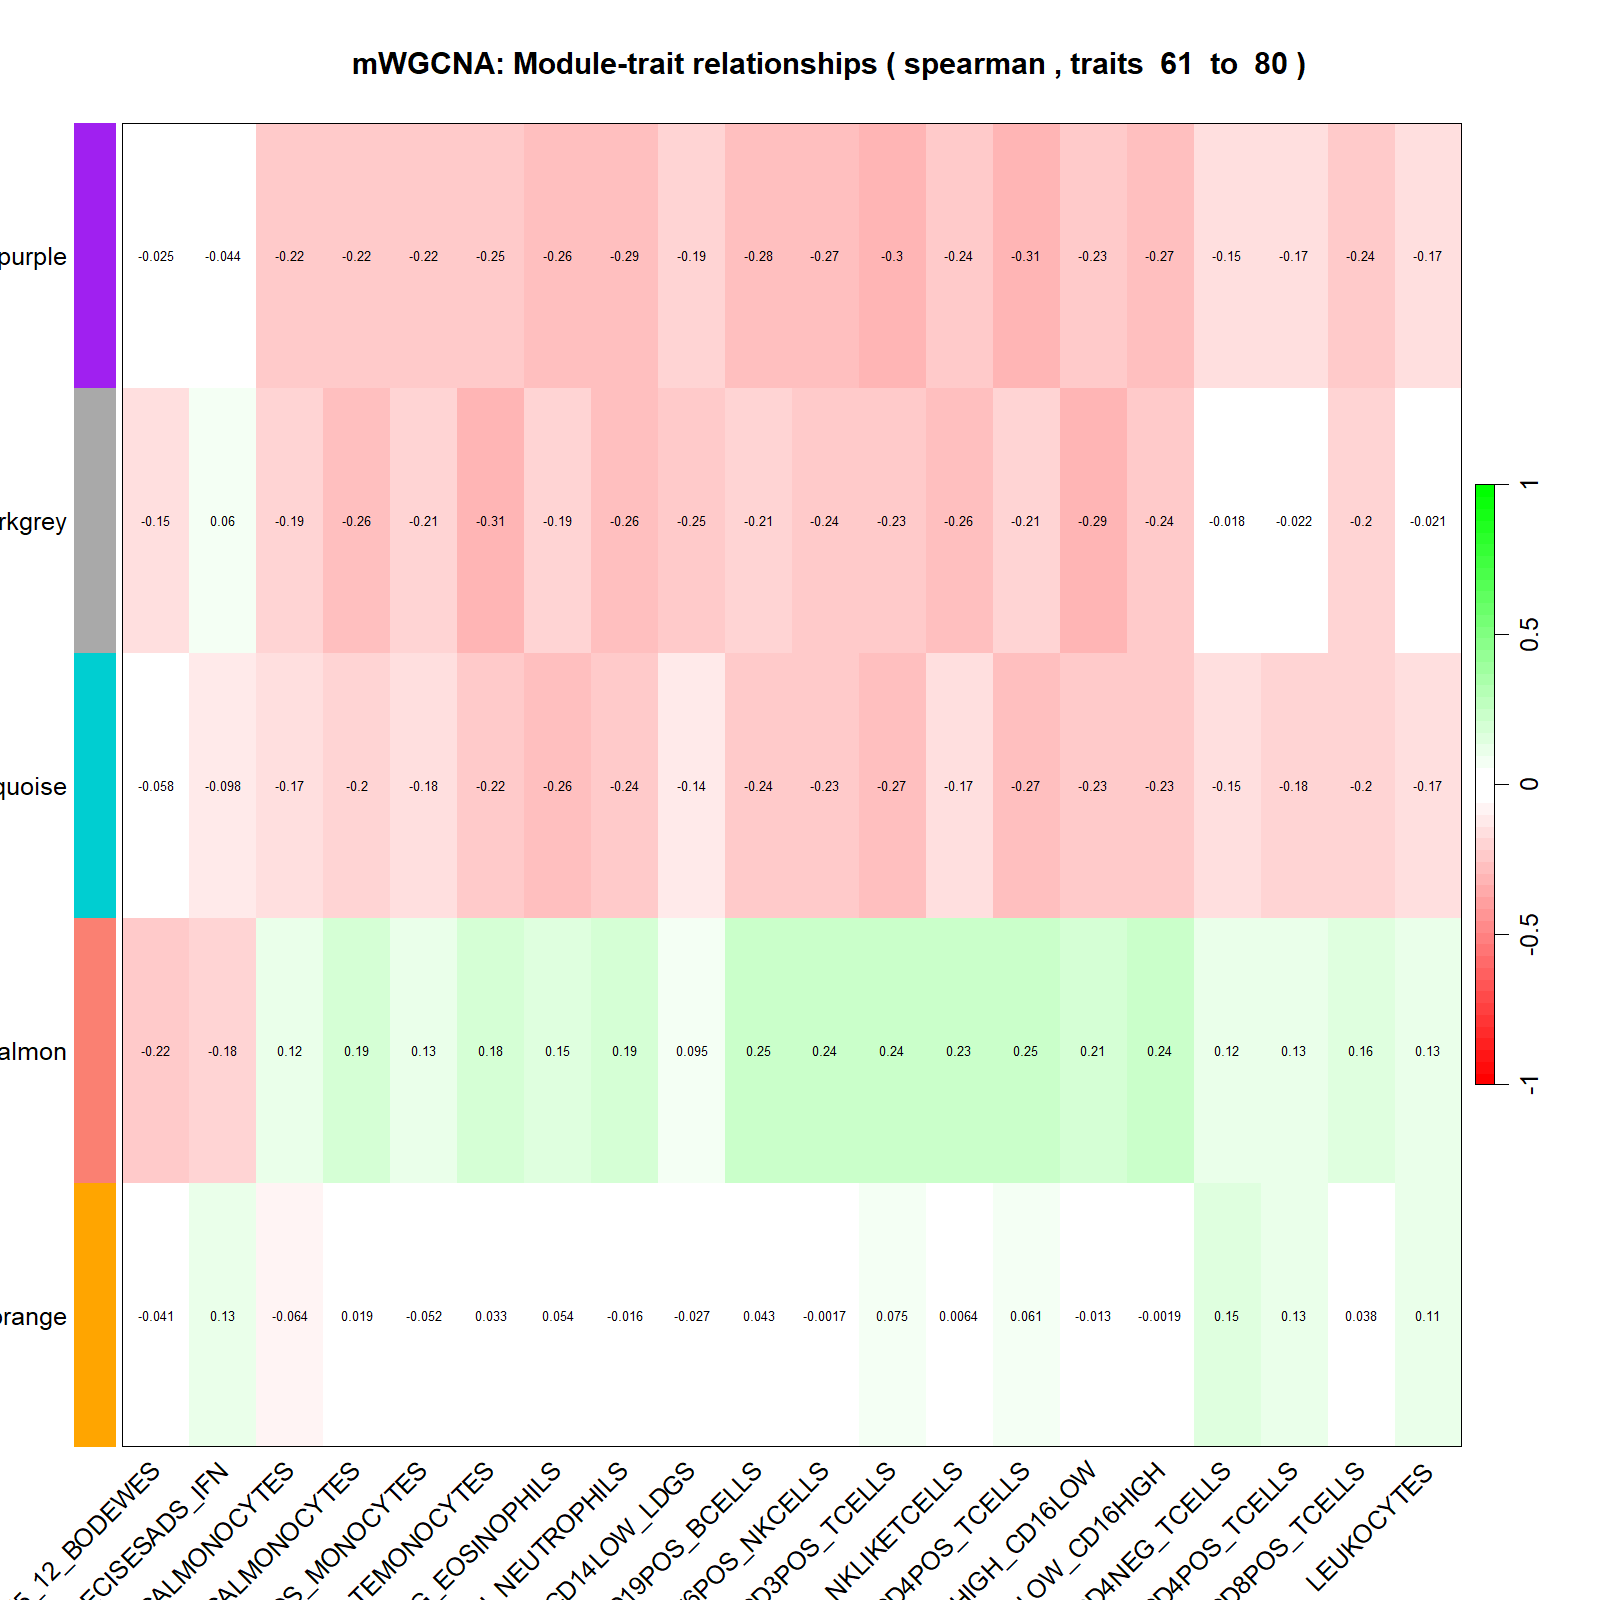 mWGCNA: Module-trait relationships ( spearman , traits 61 to 80 )
purple -0.025 -0.044 -0.22 -0.22 -0.22 -0.25 -0.26 -0.29 -0.19 -0.28 -0.27 -0.3 -0.24 -0.31 -0.23 -0.27 -0.15 -0.17 -0.24 -0.17
rkgrey -0.15 0.06 -0.19 -0.26 -0.21 -0.31 -0.19 -0.26 -0.25 -0.21 -0.24 -0.23 -0.26 -0.21 -0.29 -0.24 -0.018 -0.022 -0.2 -0.021
quoise -0.058 -0.098 -0.17 -0.2 -0.18 -0.22 -0.26 -0.24 -0.14 -0.24 -0.23 -0.27 -0.17 -0.27 -0.23 -0.23 -0.15 -0.18 -0.2 -0.17
almon -0.22 -0.18 0.12 0.19 0.13 0.18 0.15 0.19 0.095 0.25 0.24 0.24 0.23 0.25 0.21 0.24 0.12 0.13 0.16 0.13
orange -0.041 0.13 -0.064 0.019 -0.052 0.033 0.054 -0.016 -0.027 0.043 -0.0017 0.075 0.0064 0.061 -0.013 -0.0019 0.15 0.13 0.038 0.11
1
0.5
0
-0.5
-1
5_12_BODEWES
ECISESADS_IFN
CALMONOCYTES
CALMONOCYTES
OS_MONOCYTES
TEMONOCYTES
G_EOSINOPHILS
I_NEUTROPHILS
CD14LOW_LDGS
D19POS_BCELLS
6POS_NKCELLS
CD3POS_TCELLS
NKLIKETCELLS
CD4POS_TCELLS
HIGH_CD16LOW
LOW_CD16HIGH
CD4NEG_TCELLS
CD4POS_TCELLS
CD8POS_TCELLS
LEUKOCYTES